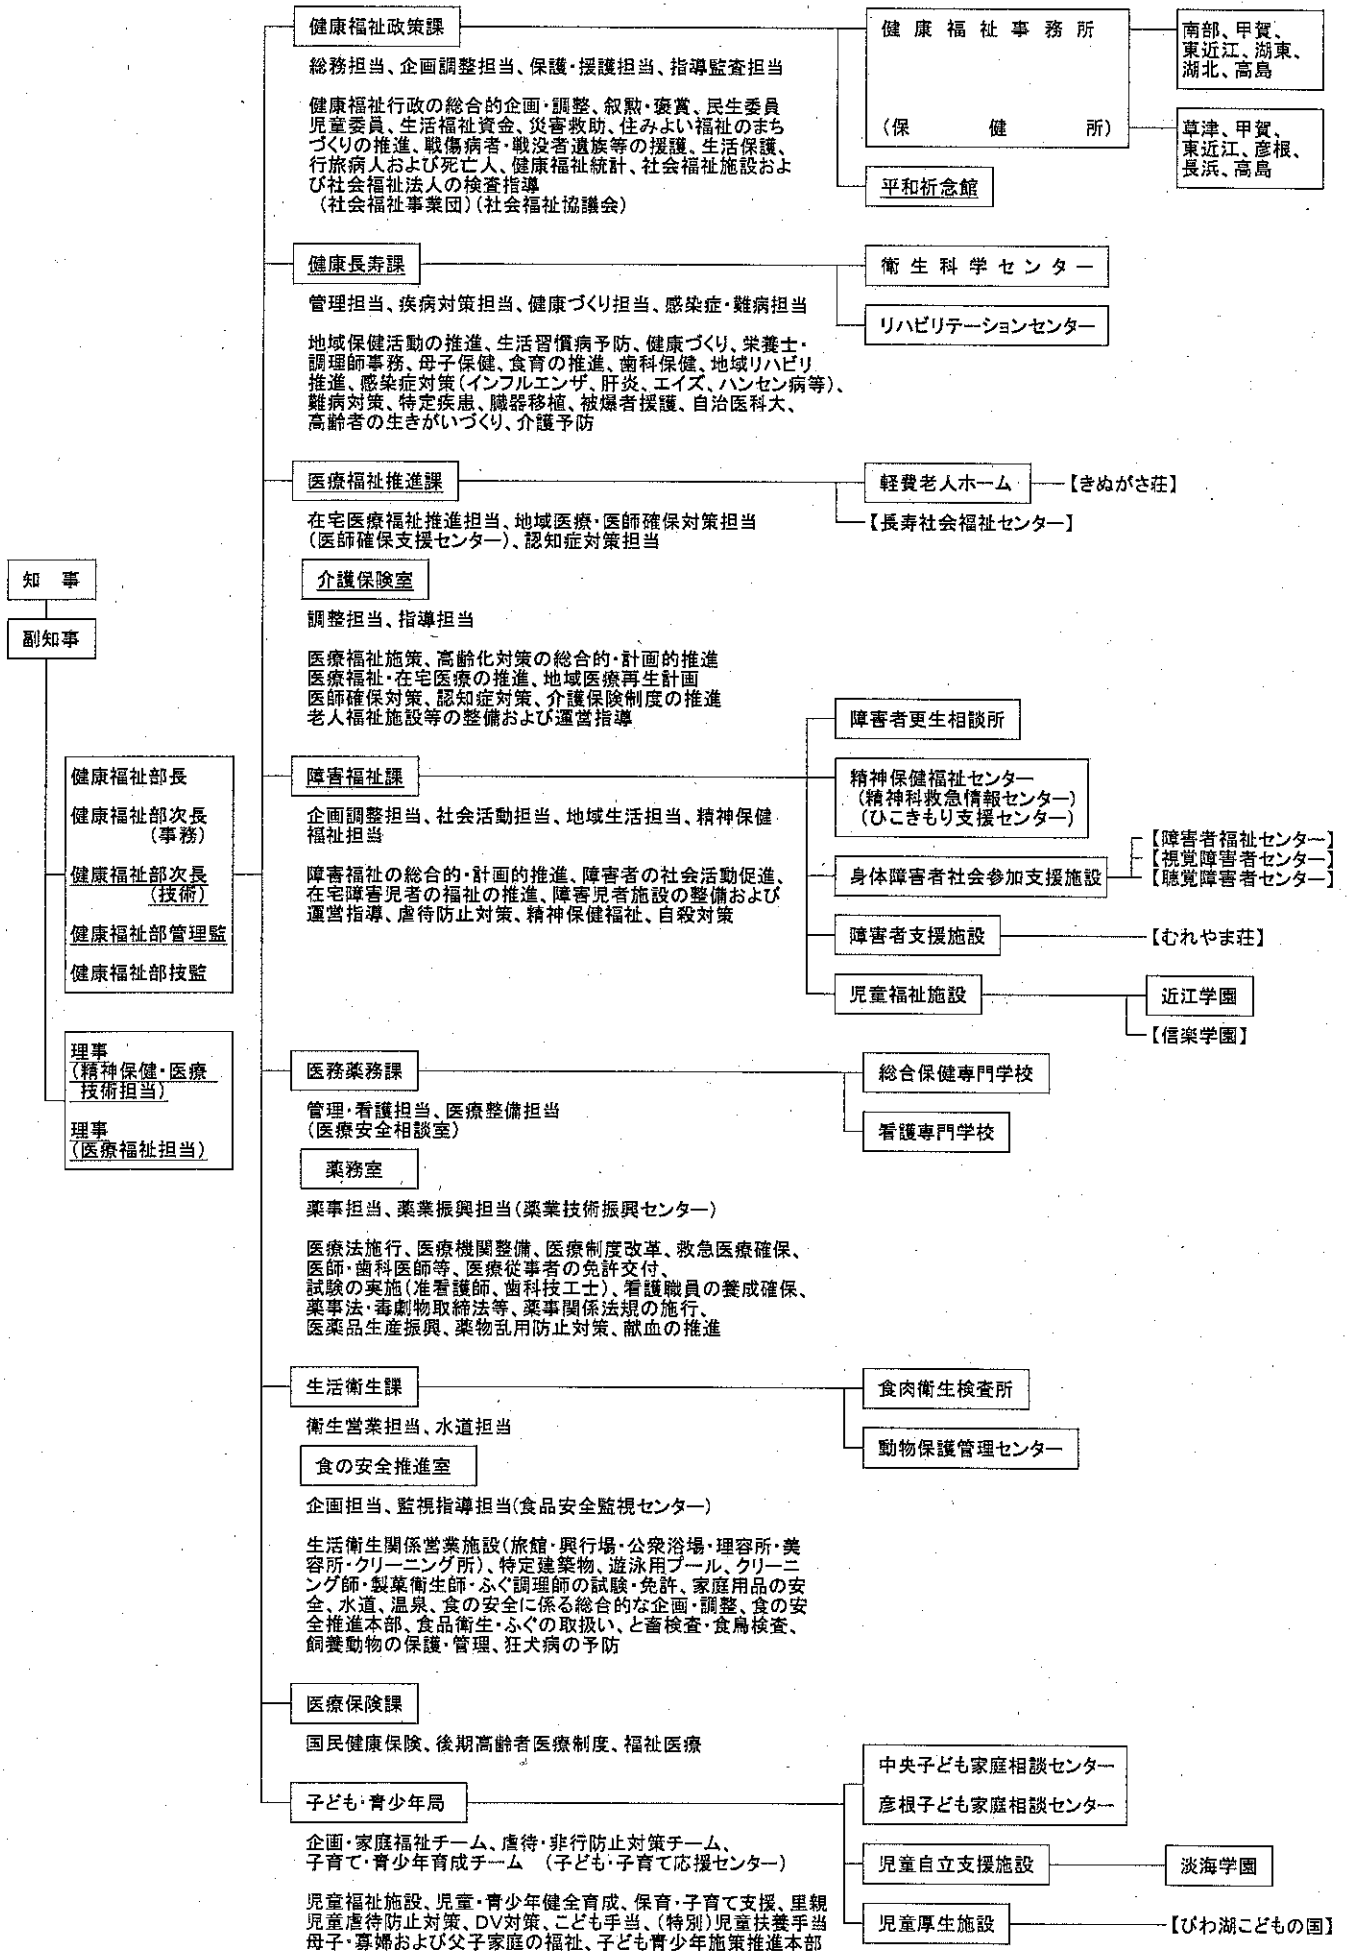 知　事
副知事
健康福祉部長
健康福祉部次長
(事務)
健康福祉部次長
(技術)
健康福祉部管理監
健康福祉部技監
理事
(精神保健・医療
技術担当)
理事
(医療福祉担当)
健康福祉政策課
総務担当、企画調整担当、保護・援護担当、指導監査担当
健康福祉行政の総合的企画・調整、叙勲・褒賞、民生委員
児童委員、生活福祉資金、災害救助、住みよい福祉のまち
づくりの推進、戦傷病者・戦没者遺族等の援護、生活保護、
行旅病人および死亡人、健康福祉統計、社会福祉施設およ
び社会福祉法人の検査指導
(社会福祉事業団)(社会福祉協議会)
健康福祉事務所
(保健所)
南部、甲賀、
東近江、湖東、
湖北、高島
草津、甲賀、
東近江、彦根、
長浜、高島
平和祈念館
健康長寿課
管理担当、疾病対策担当、健康づくり担当、感染症・難病担当
地域保健活動の推進、生活習慣病予防、健康づくり、栄養士・
調理師事務、母子保健、食育の推進、歯科保健、地域リハビリ
推進、感染症対策(インフルエンザ、肝炎、エイズ、ハンセン病等)、
難病対策、特定疾患、臓器移植、被爆者援護、自治医科大、
高齢者の生きがいづくり、介護予防
衛生科学センター
リハビリテーションセンター
医療福祉推進課
在宅医療福祉推進担当、地域医療・医師確保対策担当
(医師確保支援センター)、認知症対策担当
介護保険室
調整担当、指導担当
医療福祉施策、高齢化対策の総合的・計画的推進
医療福祉・在宅医療の推進、地域医療再生計画
医師確保対策、認知症対策、介護保険制度の推進
老人福祉施設等の整備および運営指導
軽費老人ホーム
【きぬがさ荘】
【長寿社会福祉センター】
障害福祉課
企画調整担当、社会活動担当、地域生活担当、精神保健
福祉担当
障害福祉の総合的・計画的推進、障害者の社会活動促進、
在宅障害児者の福祉の推進、障害児者施設の整備および
運営指導、虐待防止対策、精神保健福祉、自殺対策
障害者更生相談所
精神保健福祉センター
(精神科救急情報センター)
(ひこきもり支援センター)
身体障害者社会参加支援施設
【障害者福祉センター】
【視覚障害者センター】
【聴覚障害者センター】
障害者支援施設
【むれやま荘】
児童福祉施設
近江学園
【信楽学園】
医務薬務課
管理・看護担当、医療整備担当
(医療安全相談室)
薬務室
薬事担当、薬業振興担当(薬業技術振興センター)
医療法施行、医療機関整備、医療制度改革、救急医療確保、
医師・歯科医師等、医療従事者の免許交付、
試験の実施(准看護師、歯科技工士)、看護職員の養成確保、
薬事法・毒劇物取締法等、薬事関係法規の施行、
医薬品生産振興、薬物乱用防止対策、献血の推進
総合保健専門学校
看護専門学校
生活衛生課
衛生営業担当、水道担当
食の安全推進室
企画担当、監視指導担当(食品安全監視センター)
生活衛生関係営業施設(旅館・興行場・公衆浴場・理容所・美
容所・クリーニング所)、特定建築物、遊泳用プール、クリーニ
ング師・製菓衛生師・ふぐ調理師の試験・免許、家庭用品の安
全、水道、温泉、食の安全に係る総合的な企画・調整、食の安
全推進本部、食品衛生・ふぐの取扱い、と畜検査・食鳥検査、
飼養動物の保護・管理、狂犬病の予防
食肉衛生検査所
動物保護管理センター
医療保険課
国民健康保険、後期高齢者医療制度、福祉医療
子ども・青少年局
企画・家庭福祉チーム、虐待・非行防止対策チーム、
子育て・青少年育成チーム　(子ども・子育て応援センター)
児童福祉施設、児童・青少年健全育成、保育・子育て支援、里親
児童虐待防止対策、DV対策、こども手当、(特別)児童扶養手当
母子・寡婦および父子家庭の福祉、子ども青少年施策推進本部
中央子ども家庭相談センター
彦根子ども家庭相談センター
児童自立支援施設
淡海学園
児童厚生施設
【びわ湖こどもの国】